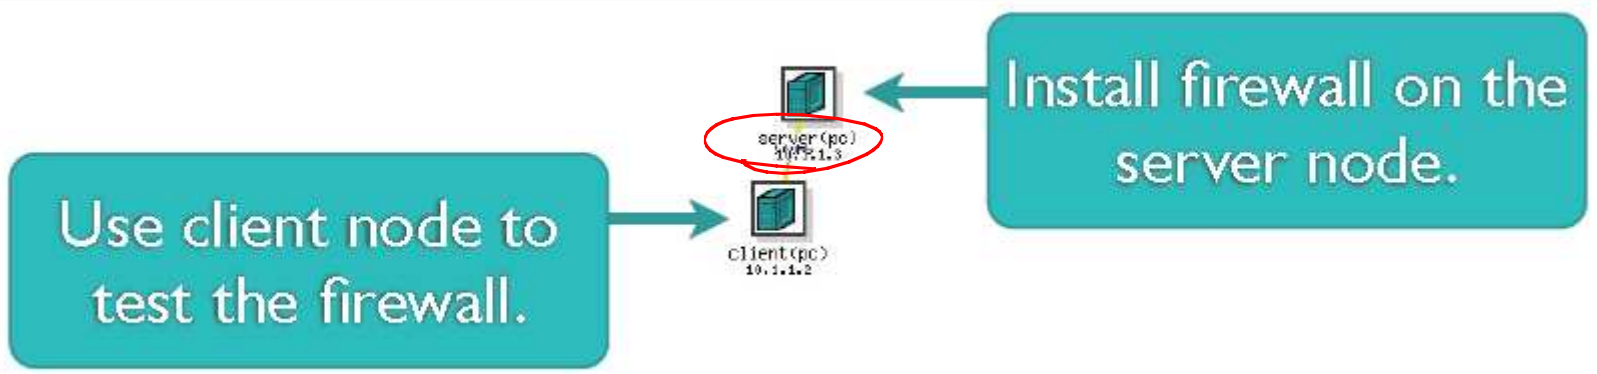 Install firewall on the
server node.
server(pc)
Use client node to
test the firewall.
client(pc)
10.1.1.2